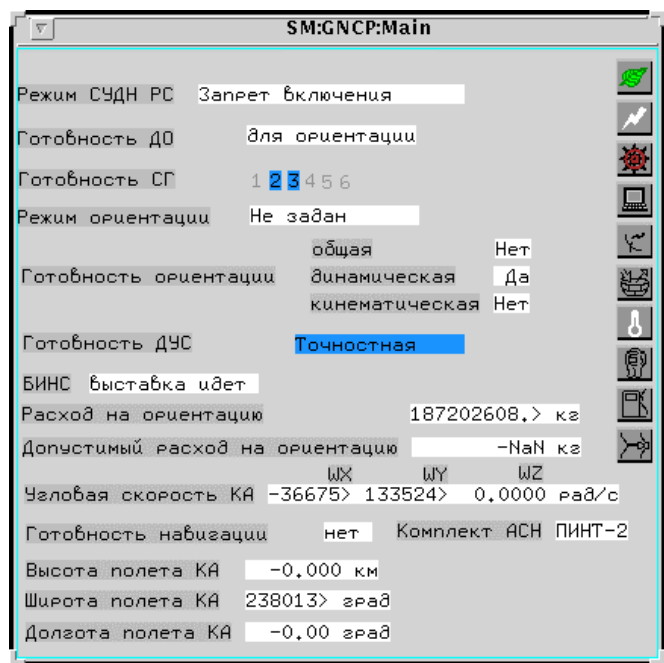 SM:GNCP:Main
Режим СУДН РС Запрет включения
Готовность ДО для ориентации
Готовность СГ 1 2 3 4 5 6
Режим ориентации Не задан
общая Нет
Готовность ориентации динамическая Да
кинематическая Нет
Готовность ДУС Точностная
БИНС выставка идет
Расход на ориентацию 187202608.> кг
Допустимый расход на ориентацию -NaN кг
WX WY WZ
Угловая скорость КА -36675> 133524> 0.0000 рад/с
Готовность навигации нет Комплект АСН ПИНТ-2
Высота полета КА -0.000 км
Широта полета КА 238013> град
Долгота полета КА -0.00 град